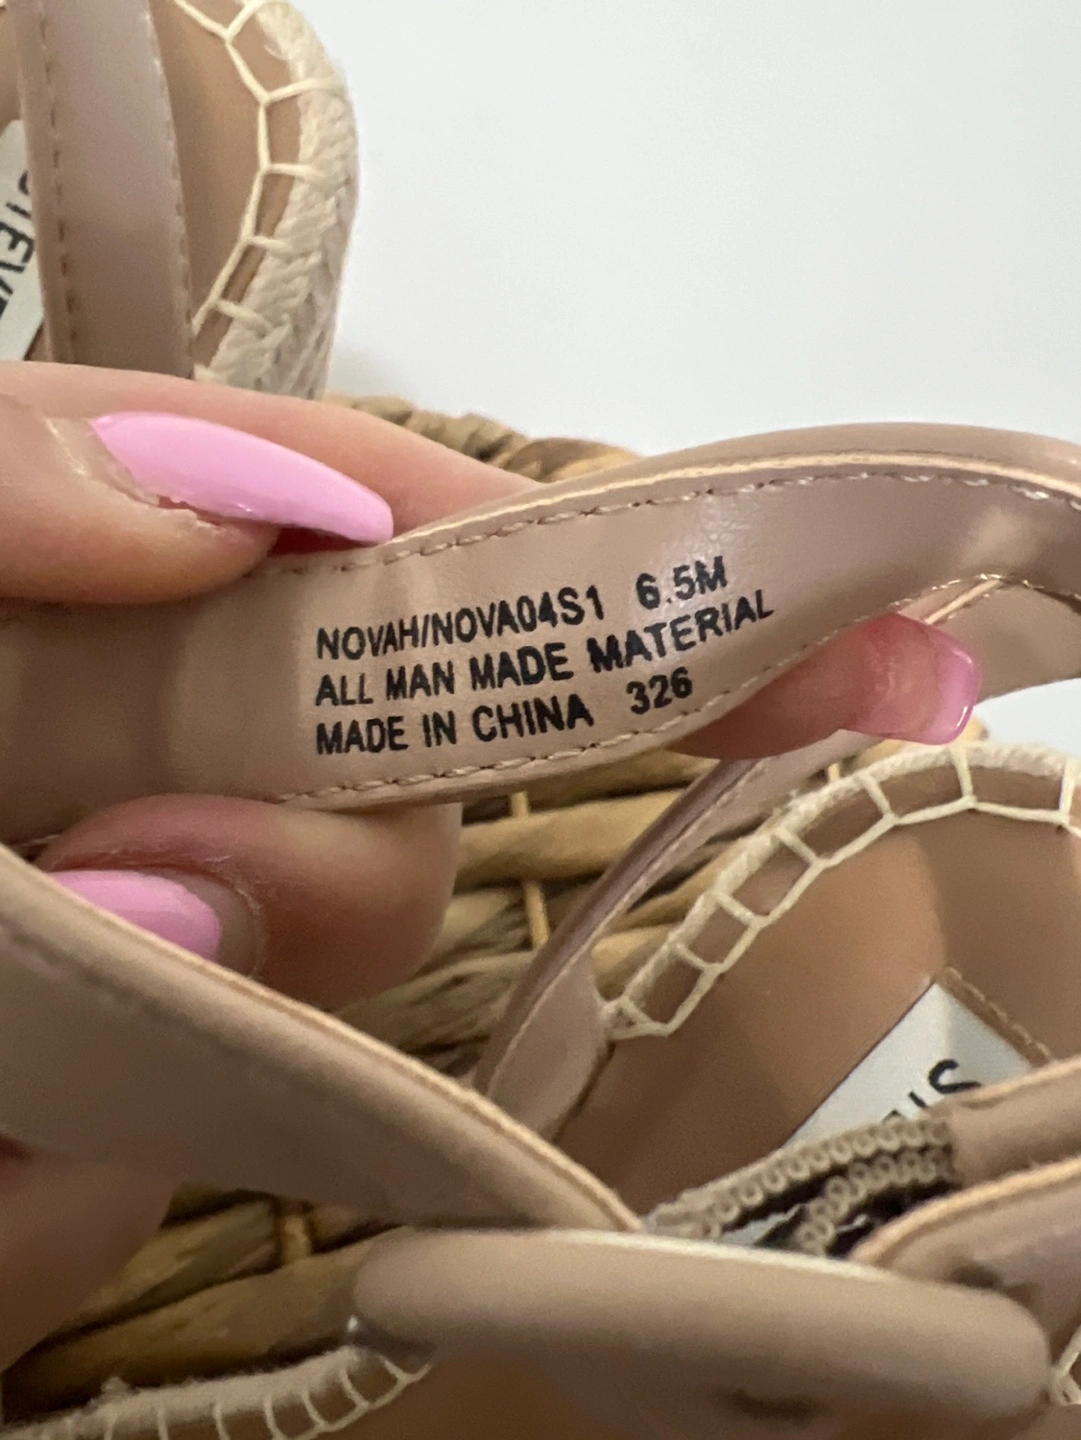 NOVAH/NOVA04S1 6.5M
ALL MAN MADE MATERIAL
MADE IN CHINA 326